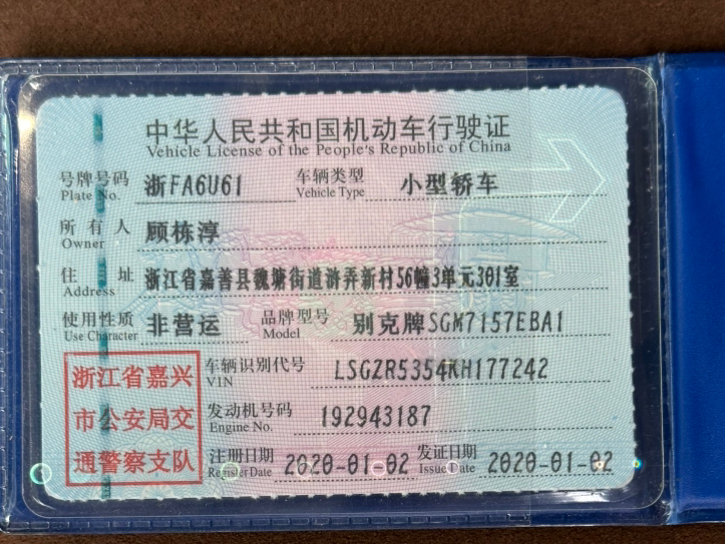 中华人民共和国机动车行驶证
Vehicle License of the People's Republic of China
号牌号码 Plate No. 浙FA6U61 车辆类型 Vehicle Type 小型轿车
所有人 Owner 顾栋淳
住址 Address 浙江省嘉善县魏塘街道游弄新村56幢3单元301室
使用性质 Use Character 非营运 品牌型号 Model 别克牌SGM7157EBA1
浙江省嘉兴 车辆识别代号 VIN LSGZR5354KH177242
市公安局交 发动机号码 Engine No. 192943187
通警察支队 注册日期 Register Date 2020-01-02 发证日期 Issue Date 2020-01-02